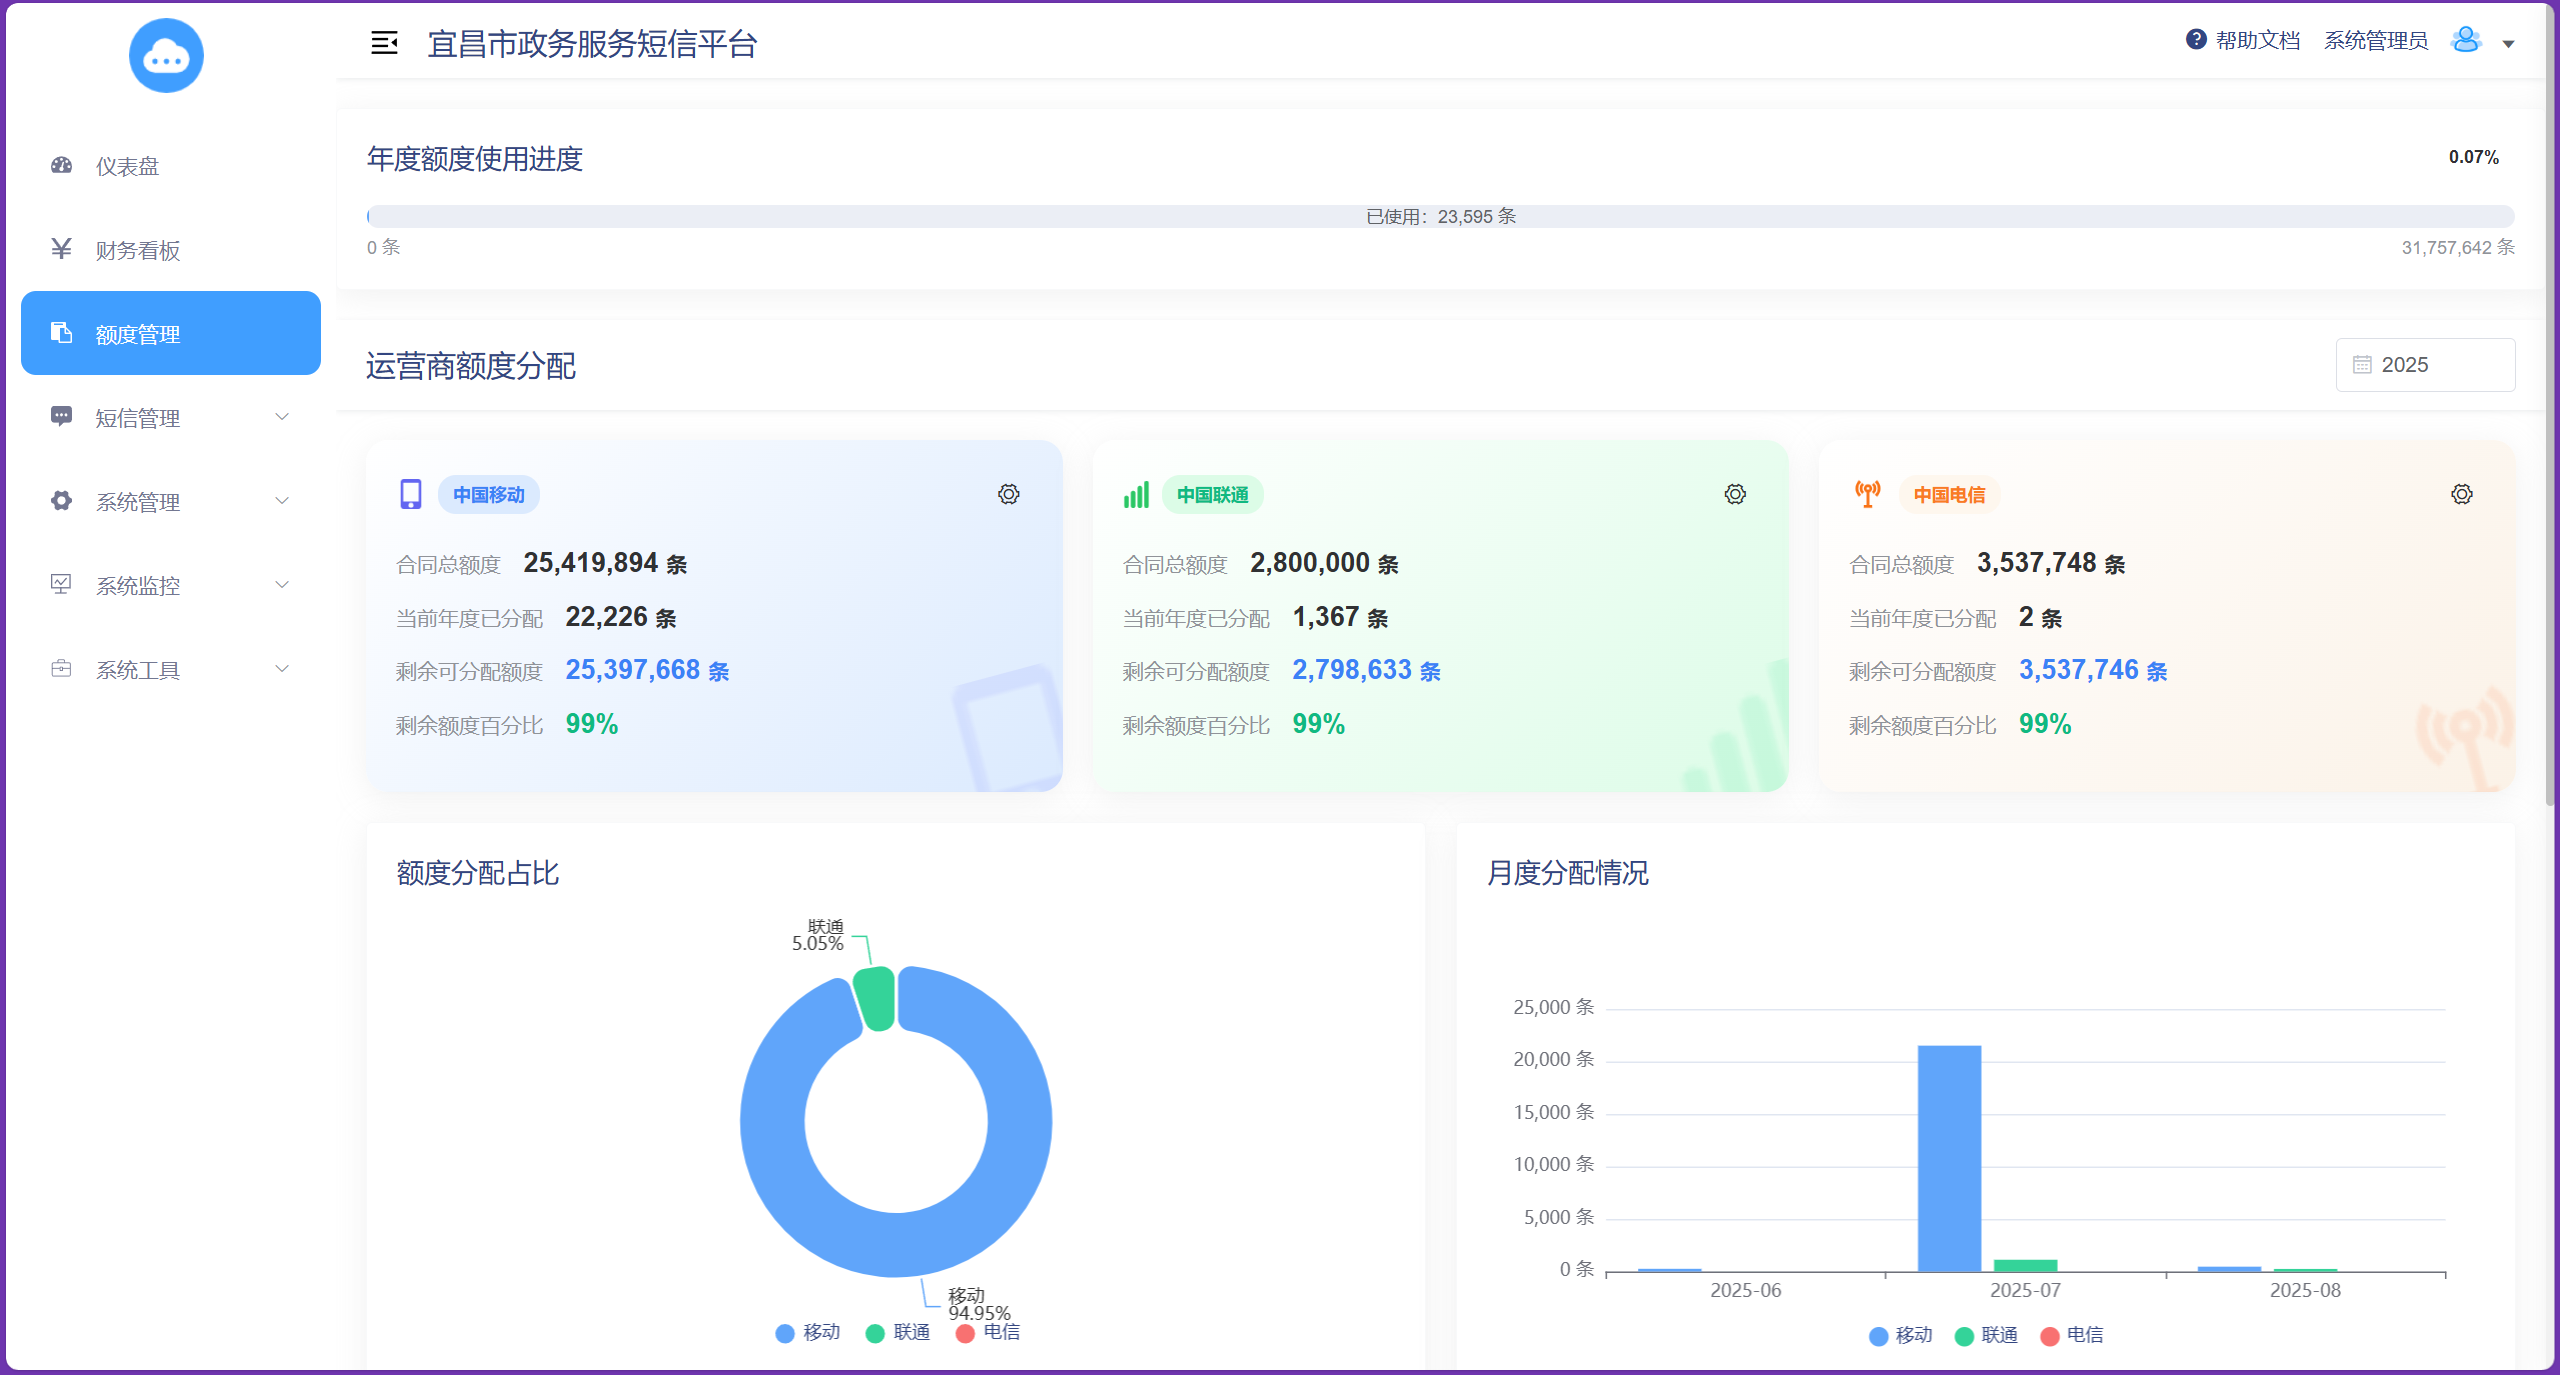 宜昌市政务服务短信平台
帮助文档 系统管理员
仪表盘
财务看板
额度管理
短信管理
系统管理
系统监控
系统工具
年度额度使用进度
0.07%
已使用：23,595 条
0 条
31,757,642 条
运营商额度分配
2025
中国移动
合同总额度 25,419,894 条
当前年度已分配 22,226 条
剩余可分配额度 25,397,668 条
剩余额度百分比 99%
中国联通
合同总额度 2,800,000 条
当前年度已分配 1,367 条
剩余可分配额度 2,798,633 条
剩余额度百分比 99%
中国电信
合同总额度 3,537,748 条
当前年度已分配 2 条
剩余可分配额度 3,537,746 条
剩余额度百分比 99%
额度分配占比
联通
5.05%
移动
94.95%
移动 联通 电信
月度分配情况
25,000 条
20,000 条
15,000 条
10,000 条
5,000 条
0 条
2025-06 2025-07 2025-08
移动 联通 电信